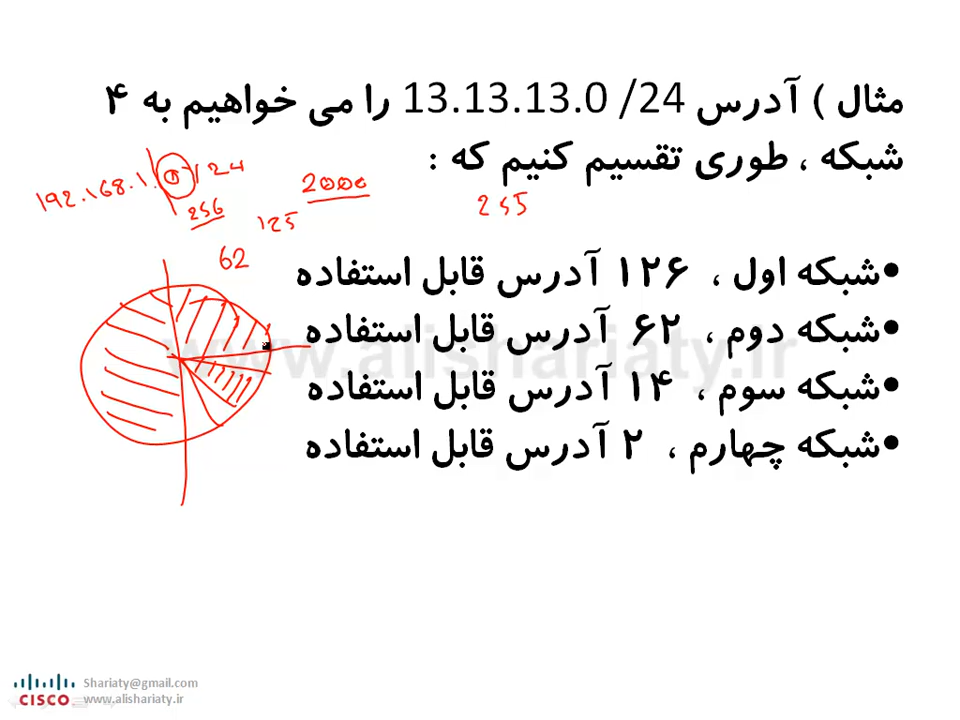 مثال ) آدرس 13.13.13.0 /24 را می خواهیم به ۴
شبکه ، طوری تقسیم کنیم که :
192.168.1.0/24
256
2000
125
255
62
•شبکه اول ، ۱۲۶ آدرس قابل استفاده
•شبکه دوم ، ۶۲ آدرس قابل استفاده
•شبکه سوم ، ۱۴ آدرس قابل استفاده
•شبکه چهارم ، ۲ آدرس قابل استفاده
www.alishariaty.ir
CISCO
Shariaty@gmail.com
www.alishariaty.ir